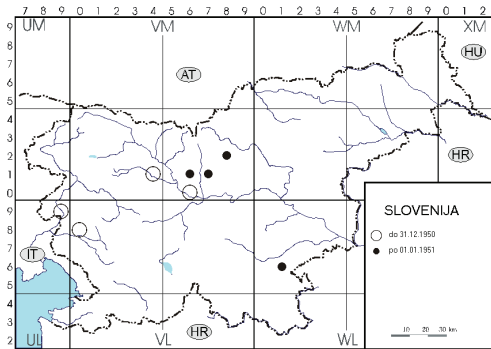 7 8 9 0 1 2 3 4 5 6 7 8 9 0 1 2 3 4 5 6 7 8 9 0 1 2
UM VM WM XM
9
8
7
6
5
4
3
2
1
0
9
8
7
6
5
4
3
2
AT
HU
HR
IT
HR
UL VL WL
SLOVENIJA
do 31.12.1950
po 01.01.1951
10 20 30 km